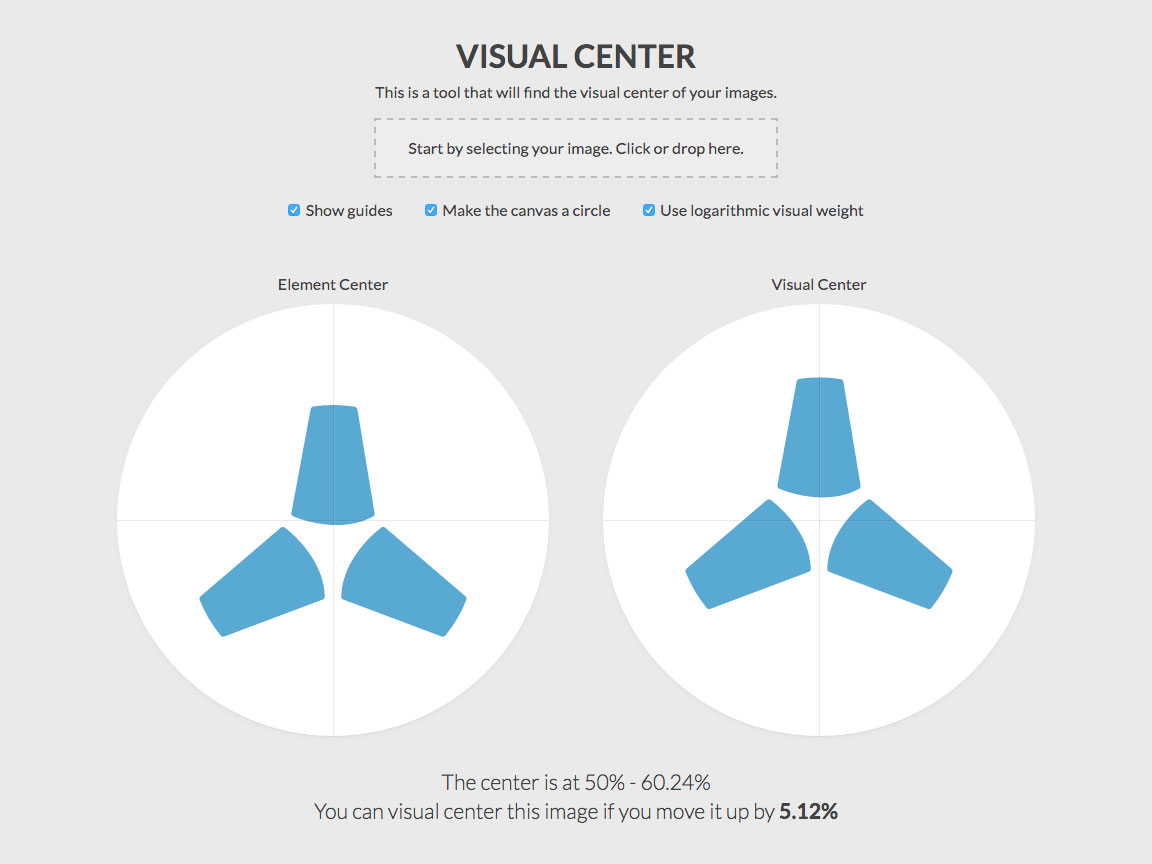 VISUAL CENTER
This is a tool that will find the visual center of your images.
Start by selecting your image. Click or drop here.
Show guides
Make the canvas a circle
Use logarithmic visual weight
Element Center
Visual Center
The center is at 50% - 60.24%
You can visual center this image if you move it up by 5.12%